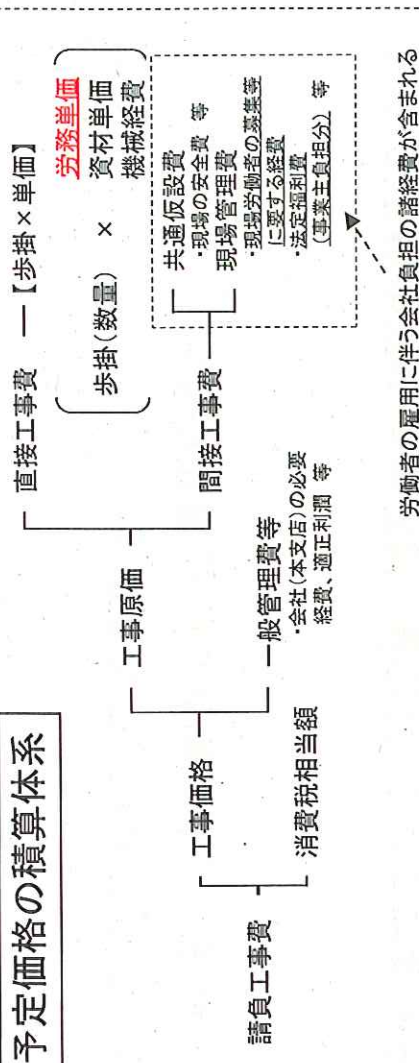 予定価格の積算体系
請負工事費
工事価格
消費税相当額
工事原価
一般管理費等
・会社(本支店)の必要
経費、適正利潤 等
直接工事費 ― 【歩掛×単価】
歩掛(数量) ×
労務単価
資材単価
機械経費
間接工事費
共通仮設費
・現場の安全費 等
現場管理費
・現場労働者の募集等
に要する経費
・法定福利費
(事業主負担分) 等
労働者の雇用に伴う会社負担の諸経費が含まれる